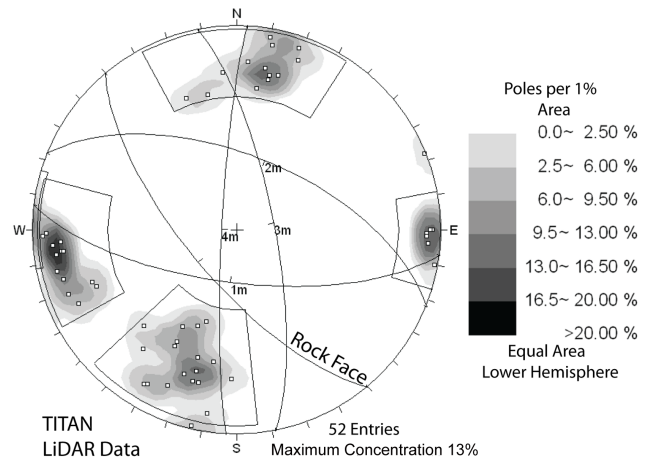 N
Poles per 1%
Area
0.0~ 2.50 %
2.5~ 6.00 %
6.0~ 9.50 %
9.5~ 13.00 %
13.0~ 16.50 %
16.5~ 20.00 %
>20.00 %
Equal Area
Lower Hemisphere
2m
W
4m
3m
E
1m
Rock Face
TITAN
LiDAR Data
S
52 Entries
Maximum Concentration 13%